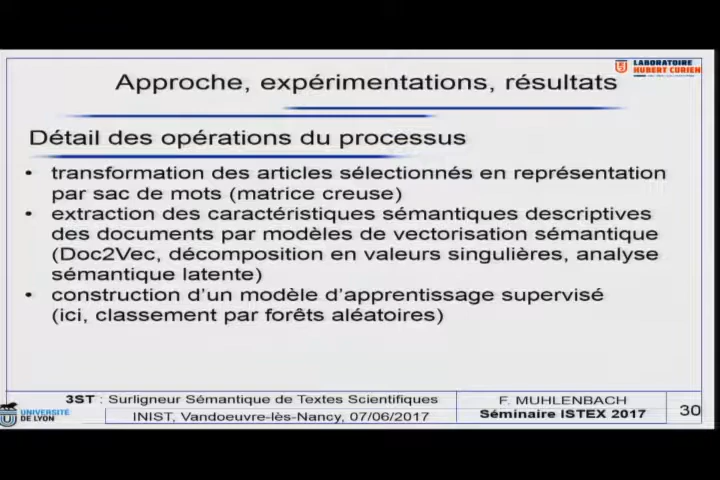 LABORATOIRE
HUBERT CURIEN
Approche, expérimentations, résultats
Détail des opérations du processus
• transformation des articles sélectionnés en représentation
par sac de mots (matrice creuse)
• extraction des caractéristiques sémantiques descriptives
des documents par modèles de vectorisation sémantique
(Doc2Vec, décomposition en valeurs singulières, analyse
sémantique latente)
• construction d'un modèle d'apprentissage supervisé
(ici, classement par forêts aléatoires)
3ST : Surligneur Sémantique de Textes Scientifiques
F. MUHLENBACH
INIST, Vandoeuvre-lès-Nancy, 07/06/2017
Séminaire ISTEX 2017
30
UNIVERSITÉ
DE LYON